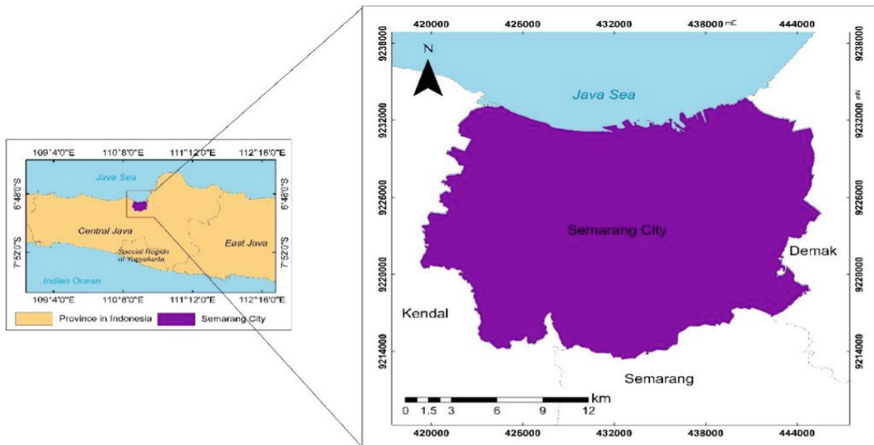 109°4'0"E 110°8'0"E 111°12'0"E 112°16'0"E
Java Sea
6°48'0"S 6°48'0"S
Central Java
East Java
Special Region
of Yogyakarta
7°52'0"S 7°52'0"S
Indian Ocean
109°4'0"E 110°8'0"E 111°12'0"E 112°16'0"E
Province in Indonesia Semarang City
420000 426000 432000 438000 mE 444000
9238000 9238000
N
Java Sea
mN
9232000 9232000
9226000 9226000
Semarang City
Demak
9220000 9220000
Kendal
9214000 9214000
Semarang
km
0 1.5 3 6 9 12
420000 426000 432000 438000 444000